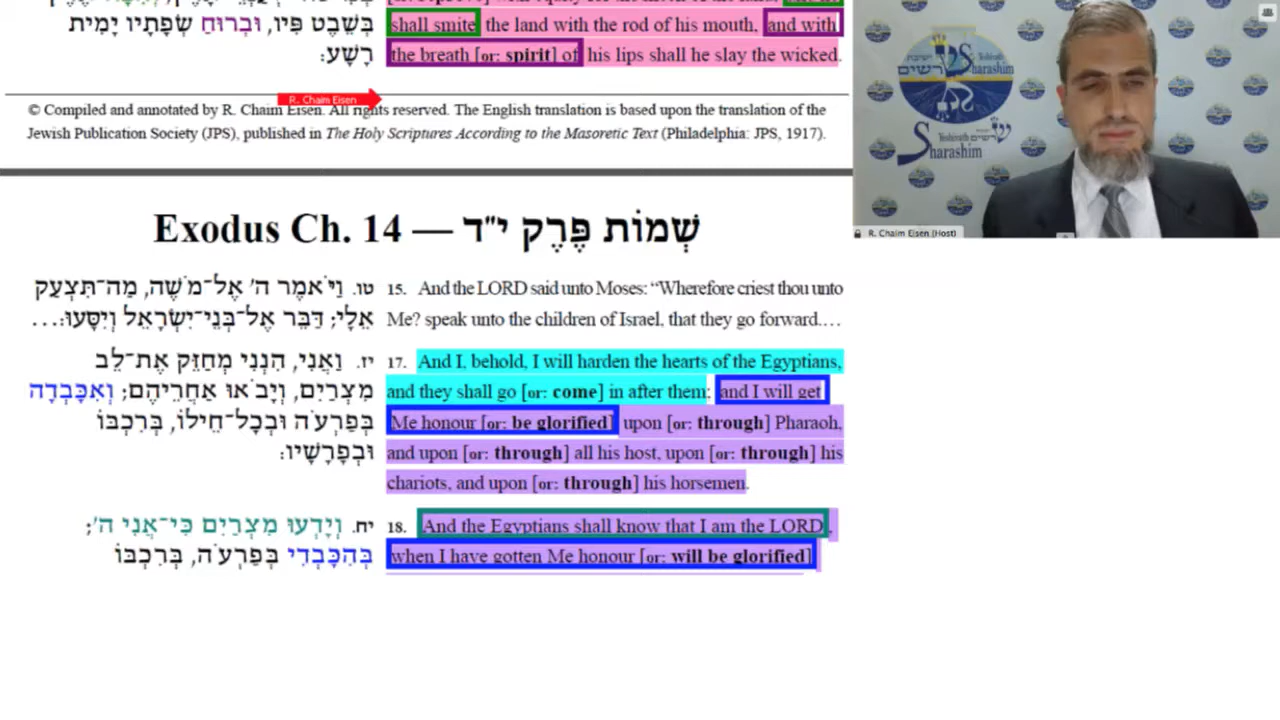 בְּשֵׁבֶט פִּיו, וּבְרוּחַ שְׂפָתָיו יָמִית
רָשָׁע:
shall smite the land with the rod of his mouth, and with
the breath [or: spirit] of his lips shall he slay the wicked.
R. Chaim Eisen
© Compiled and annotated by R. Chaim Eisen. All rights reserved. The English translation is based upon the translation of the
Jewish Publication Society (JPS), published in The Holy Scriptures According to the Masoretic Text (Philadelphia: JPS, 1917).
Exodus Ch. 14 — שְׁמוֹת פֶּרֶק י"ד
טו. וַיֹּאמֶר ה' אֶל־מֹשֶׁה, מַה־תִּצְעַק
אֵלָי; דַּבֵּר אֶל־בְּנֵי־יִשְׂרָאֵל וְיִסָּעוּ:…
15. And the LORD said unto Moses: “Wherefore criest thou unto
Me? speak unto the children of Israel, that they go forward.…
יז. וַאֲנִי, הִנְנִי מְחַזֵּק אֶת־לֵב
מִצְרַיִם, וְיָבֹאוּ אַחֲרֵיהֶם; וְאִכָּבְדָה
בְּפַרְעֹה וּבְכָל־חֵילוֹ, בְּרִכְבּוֹ
וּבְפָרָשָׁיו:
17. And I, behold, I will harden the hearts of the Egyptians,
and they shall go [or: come] in after them; and I will get
Me honour [or: be glorified] upon [or: through] Pharaoh,
and upon [or: through] all his host, upon [or: through] his
chariots, and upon [or: through] his horsemen.
יח. וְיָדְעוּ מִצְרַיִם כִּי־אֲנִי ה';
בְּהִכָּבְדִי בְּפַרְעֹה, בְּרִכְבּוֹ
18. And the Egyptians shall know that I am the LORD,
when I have gotten Me honour [or: will be glorified]
ישיבת
שרשים
Yeshivath
Sharashim
Yeshivath שרשים
Sharashim
R. Chaim Eisen (Host)